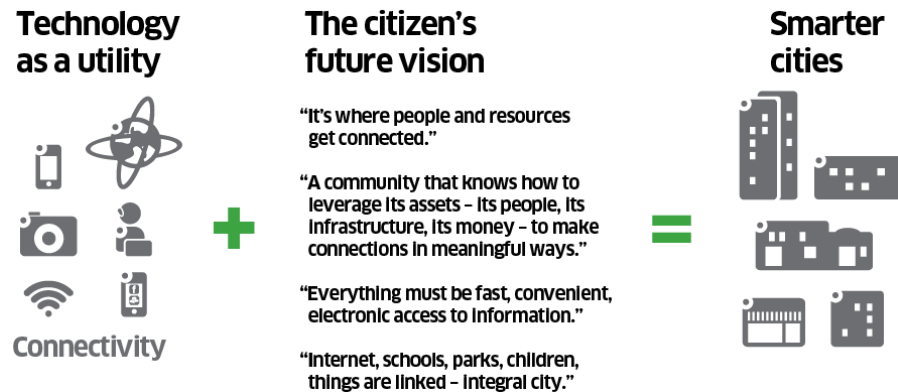 Technology
as a utility
Connectivity
+
The citizen's
future vision
“It's where people and resources
get connected.”
“A community that knows how to
leverage its assets – its people, its
infrastructure, its money – to make
connections in meaningful ways.”
“Everything must be fast, convenient,
electronic access to information.”
“Internet, schools, parks, children,
things are linked – integral city.”
=
Smarter
cities